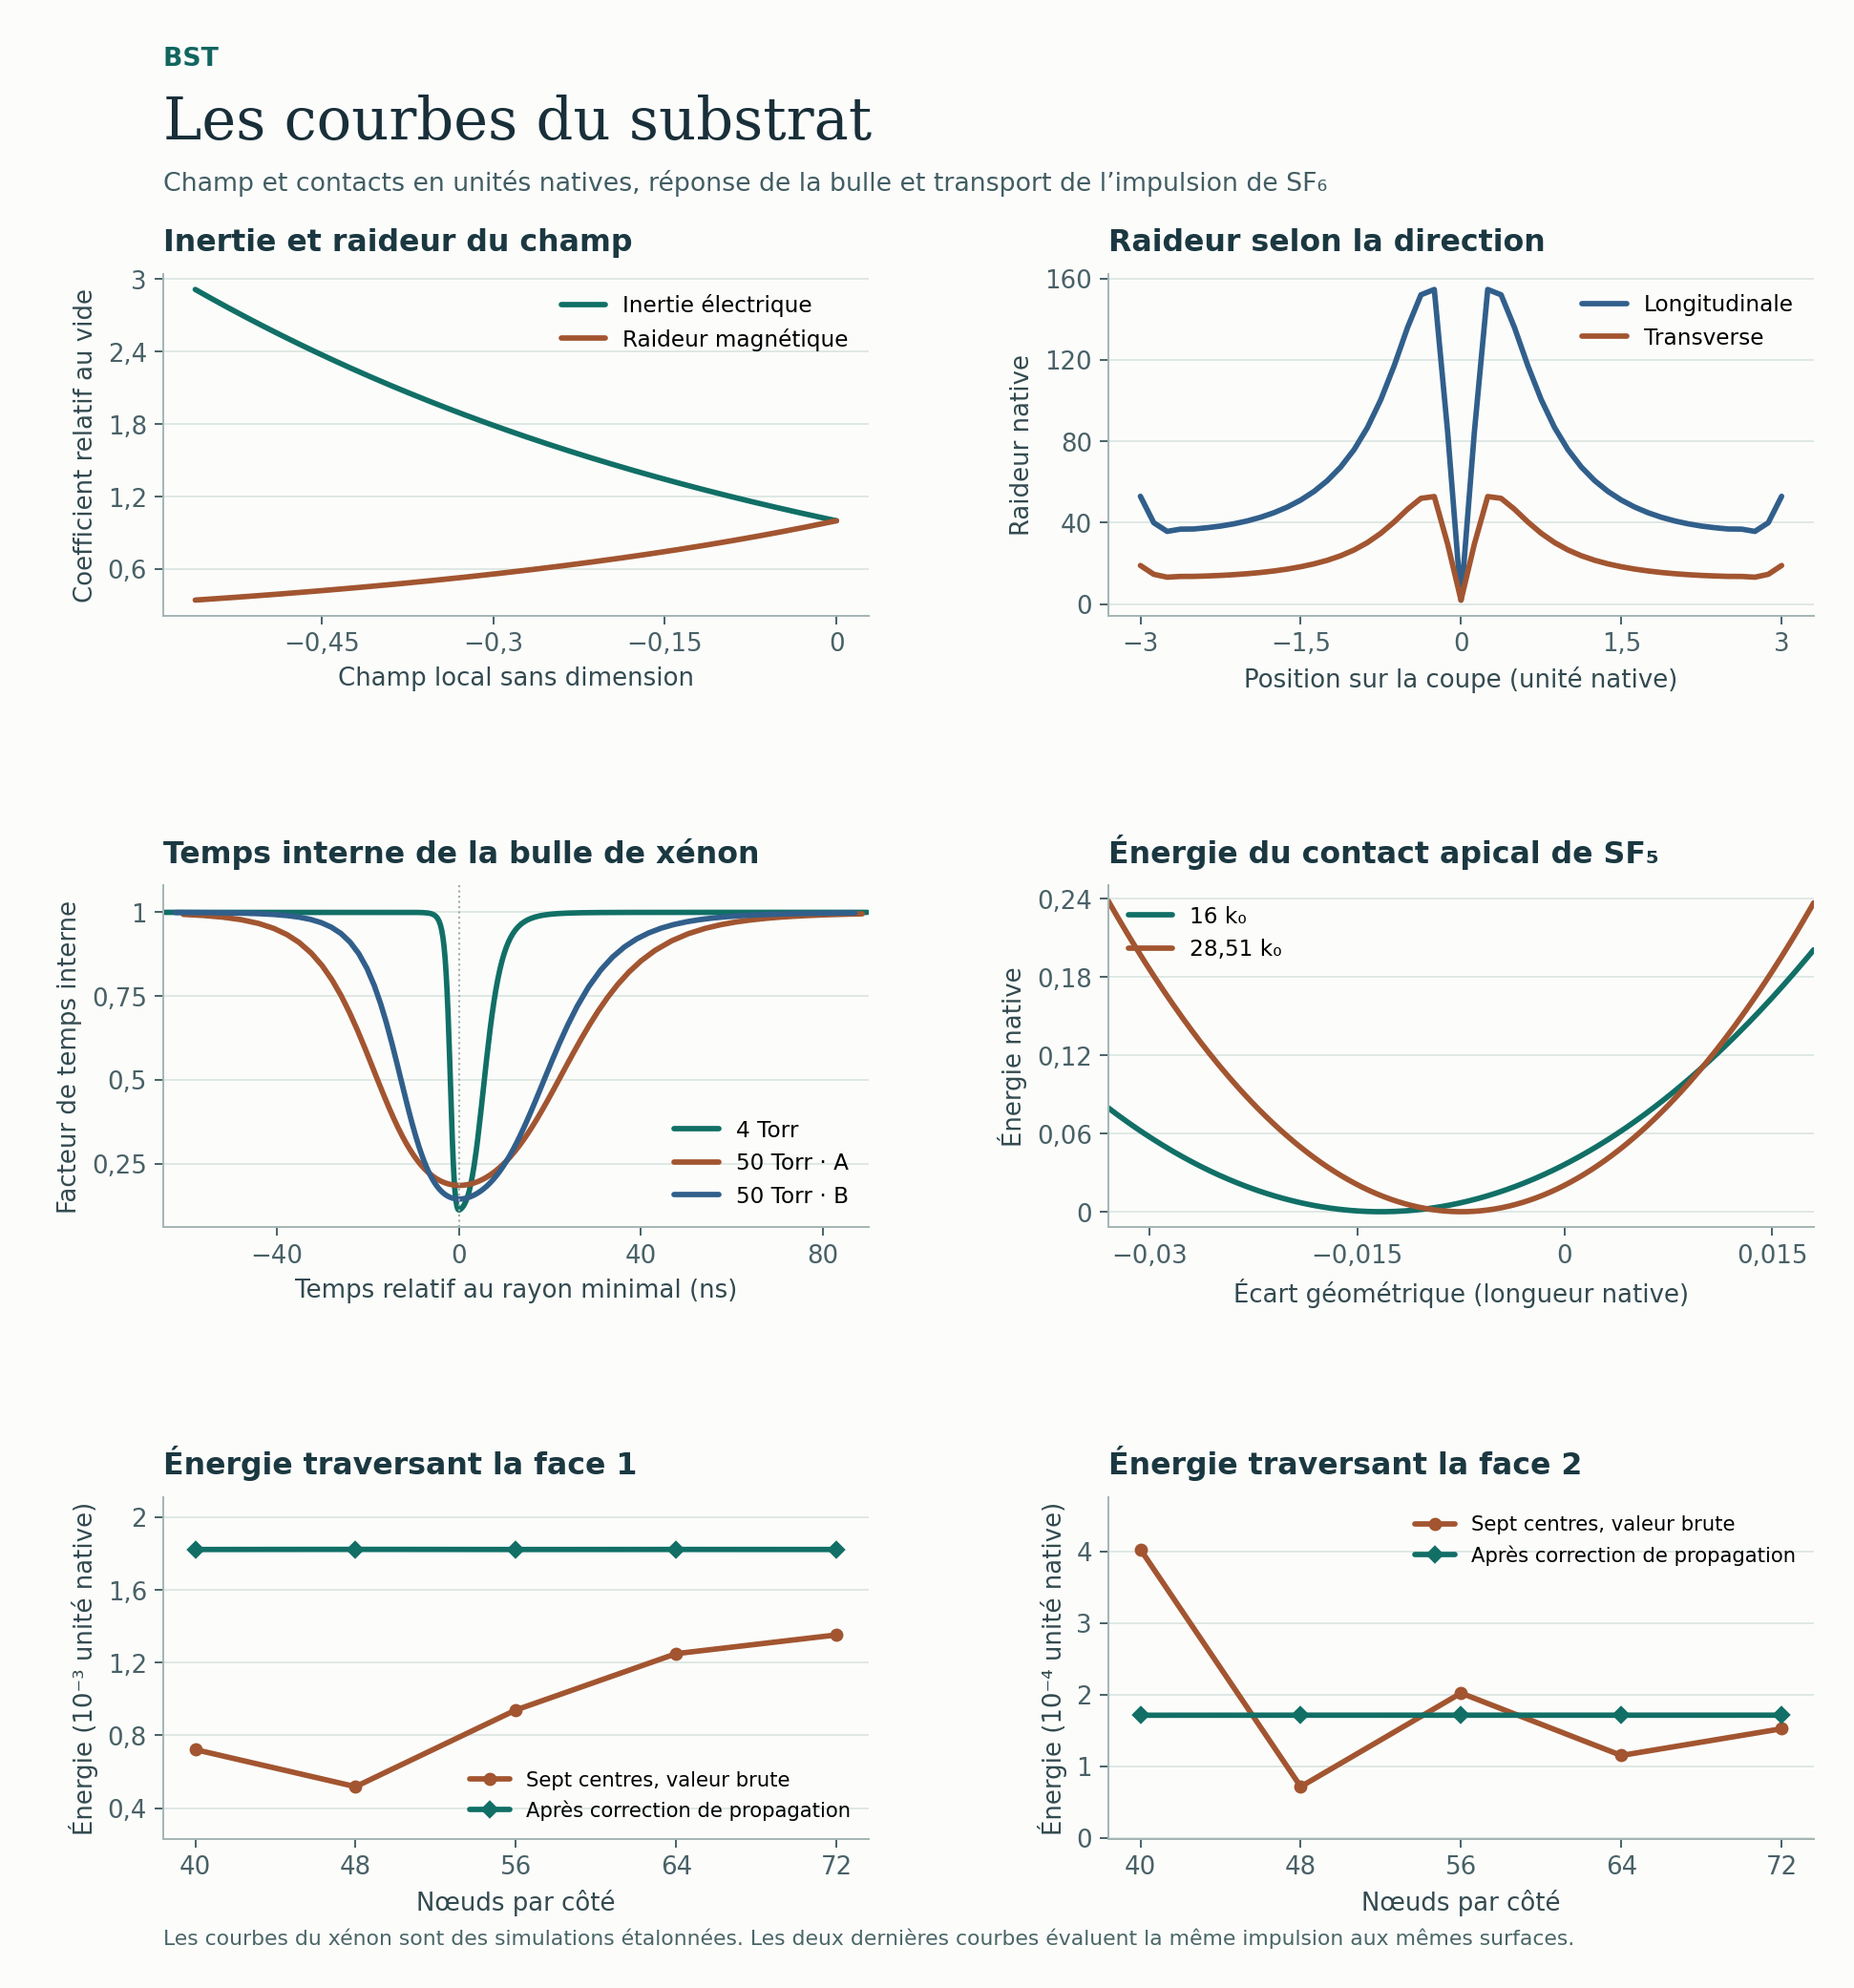 BST
Les courbes du substrat
Champ et contacts en unités natives, réponse de la bulle et transport de l’impulsion de SF₆
Inertie et raideur du champ
Coefficient relatif au vide
3
2,4
1,8
1,2
0,6
Inertie électrique
Raideur magnétique
−0,45
−0,3
−0,15
0
Champ local sans dimension
Raideur selon la direction
Raideur native
160
120
80
40
0
Longitudinale
Transverse
−3
−1,5
0
1,5
3
Position sur la coupe (unité native)
Temps interne de la bulle de xénon
Facteur de temps interne
1
0,75
0,5
0,25
4 Torr
50 Torr · A
50 Torr · B
−40
0
40
80
Temps relatif au rayon minimal (ns)
Énergie du contact apical de SF₅
Énergie native
0,24
0,18
0,12
0,06
0
16 k₀
28,51 k₀
−0,03
−0,015
0
0,015
Écart géométrique (longueur native)
Énergie traversant la face 1
Énergie (10⁻³ unité native)
2
1,6
1,2
0,8
0,4
Sept centres, valeur brute
Après correction de propagation
40
48
56
64
72
Nœuds par côté
Énergie traversant la face 2
Énergie (10⁻⁴ unité native)
4
3
2
1
0
Sept centres, valeur brute
Après correction de propagation
40
48
56
64
72
Nœuds par côté
Les courbes du xénon sont des simulations étalonnées. Les deux dernières courbes évaluent la même impulsion aux mêmes surfaces.